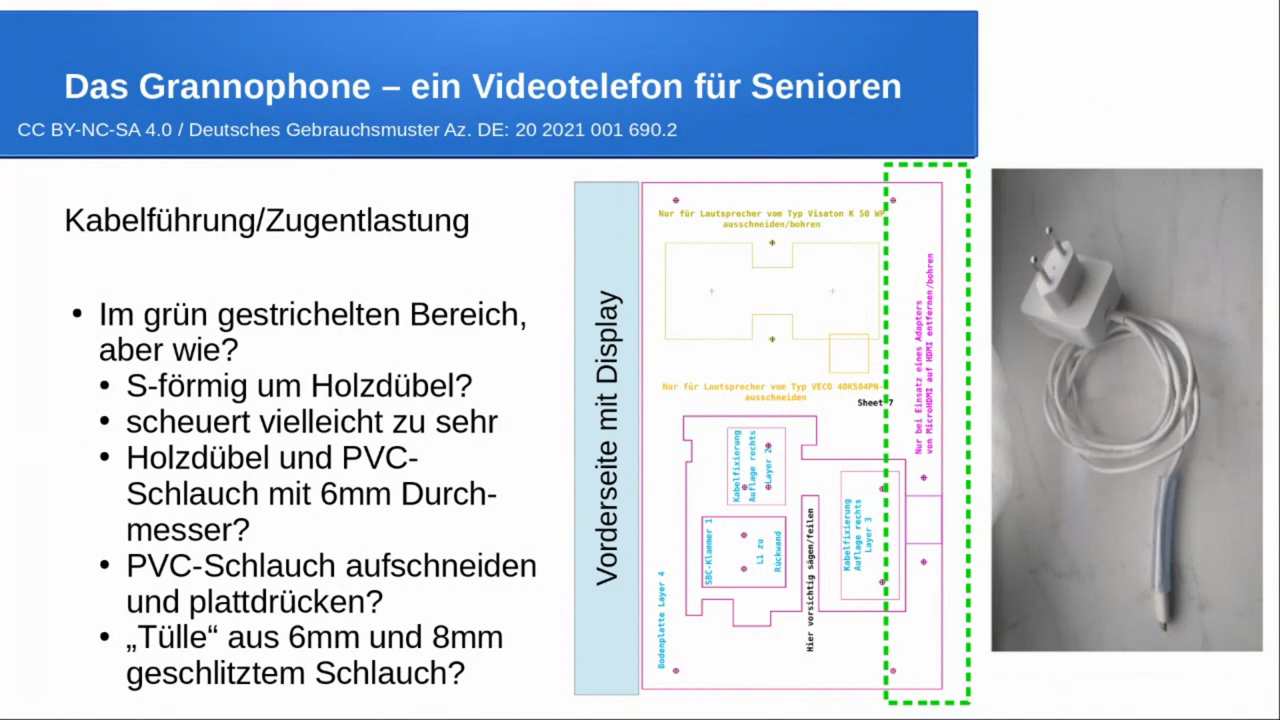 Das Grannophone – ein Videotelefon für Senioren
CC BY-NC-SA 4.0 / Deutsches Gebrauchsmuster Az. DE: 20 2021 001 690.2
Kabelführung/Zugentlastung
• Im grün gestrichelten Bereich,
aber wie?
• S-förmig um Holzdübel?
• scheuert vielleicht zu sehr
• Holzdübel und PVC-
Schlauch mit 6mm Durch-
messer?
• PVC-Schlauch aufschneiden
und plattdrücken?
• „Tülle“ aus 6mm und 8mm
geschlitztem Schlauch?
Vorderseite mit Display
Nur für Lautsprecher vom Typ Visaton K 50 WP
ausschneiden/bohren
Nur für Lautsprecher vom Typ VECO 40KS04PN-
ausschneiden
Sheet 7
Nur bei Einsatz eines Adapters
von MicroHDMI auf HDMI entfernen/bohren
Kabelfixierung
Auflage rechts
Layer 2
SBC-Klammer 1
Li zu
Rückwand
Kabelfixierung
Auflage rechts
Layer 3
Hier vorsichtig sägen/feilen
Bodenplatte Layer 4